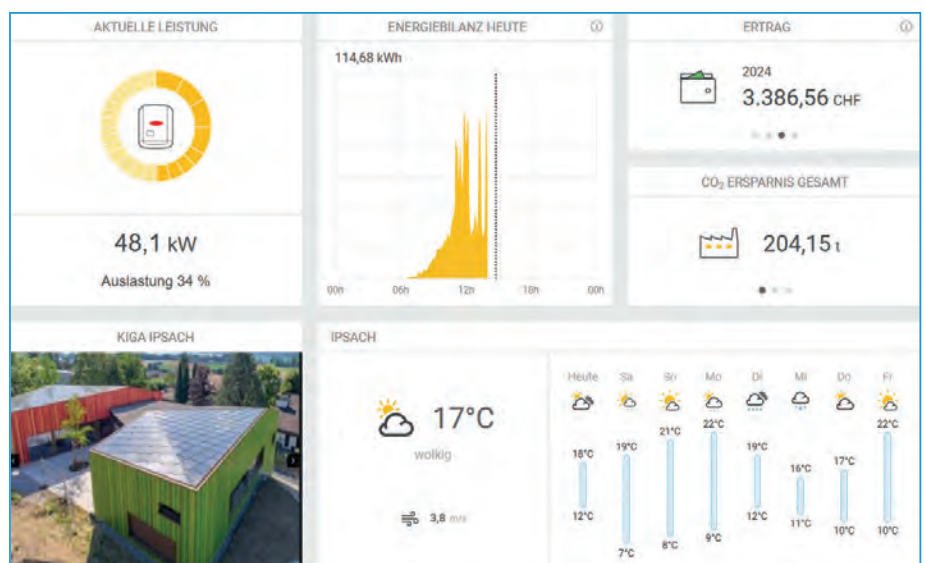 AKTUELLE LEISTUNG
48,1 kW
Auslastung 34 %
ENERGIEBILANZ HEUTE
114,68 kWh
00h 06h 12h 18h 00h
ERTRAG
2024
3.386,56 CHF
CO₂ ERSPARNIS GESAMT
204,15 t
KIGA IPSACH
IPSACH
17°C
wolkig
3,8 m/s
Heute Sa So Mo Di Mi Do Fr
18°C 19°C 21°C 22°C 19°C 16°C 17°C 22°C
12°C 7°C 8°C 9°C 12°C 11°C 10°C 10°C